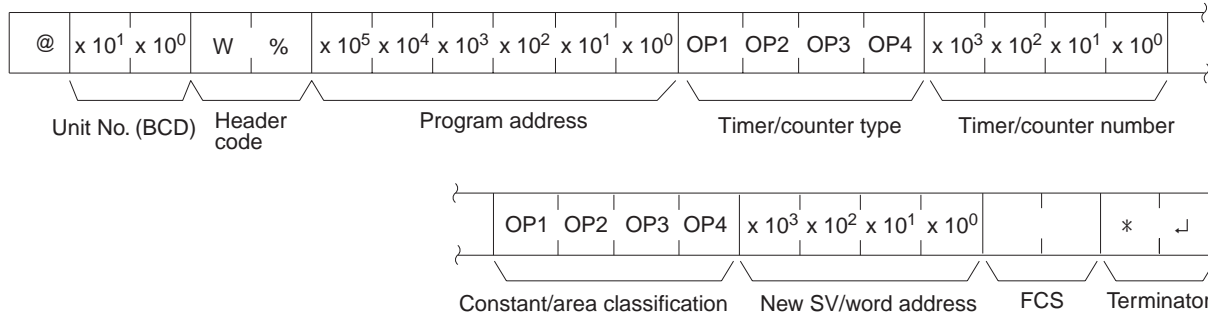 @ x 10¹ x 10⁰ W % x 10⁵ x 10⁴ x 10³ x 10² x 10¹ x 10⁰ OP1 OP2 OP3 OP4 x 10³ x 10² x 10¹ x 10⁰
Unit No. (BCD) Header code Program address Timer/counter type Timer/counter number
OP1 OP2 OP3 OP4 x 10³ x 10² x 10¹ x 10⁰ * ↵
Constant/area classification New SV/word address FCS Terminator